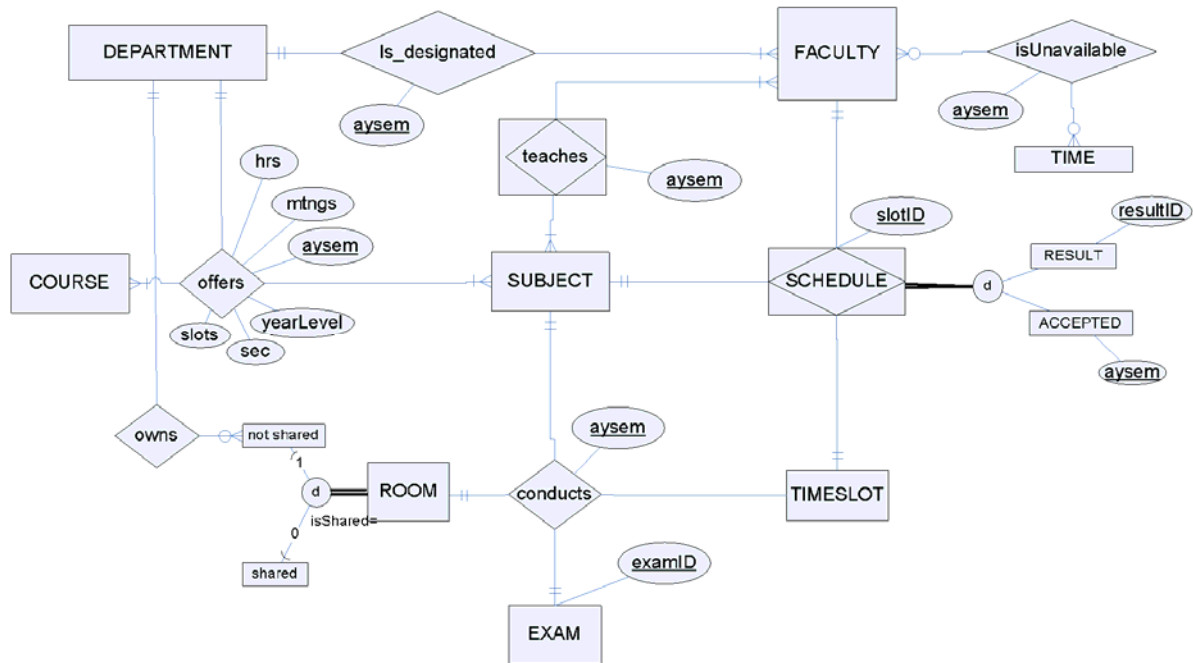 DEPARTMENT
Is_designated
FACULTY
isUnavailable
aysem
aysem
TIME
teaches
aysem
hrs
mtngs
aysem
slotID
resultID
RESULT
COURSE
offers
SUBJECT
SCHEDULE
d
ACCEPTED
aysem
slots
sec
yearLevel
owns
not shared
1
aysem
d
ROOM
conducts
TIMESLOT
isShared=
0
shared
examID
EXAM